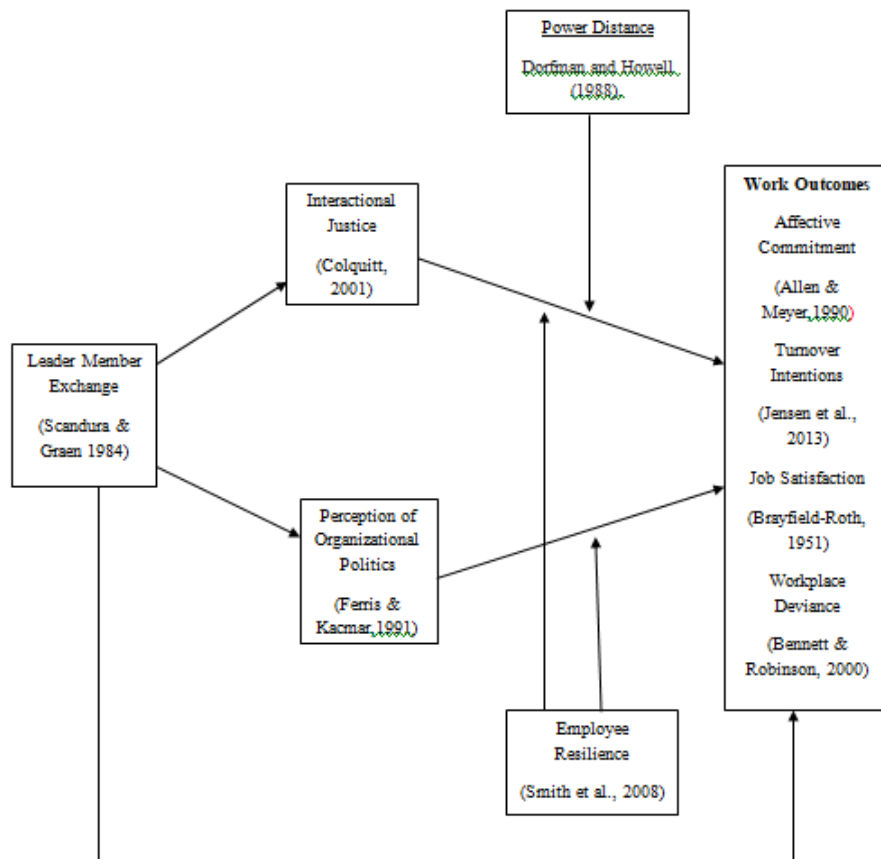 Power Distance
Dorfman and Howell
(1988).
Interactional
Justice
(Colquitt,
2001)
Leader Member
Exchange
(Scandura &
Graen 1984)
Perception of
Organizational
Politics
(Ferris &
Kacmar,1991)
Employee
Resilience
(Smith et al., 2008)
Work Outcomes
Affective
Commitment
(Allen &
Meyer,1990)
Turnover
Intentions
(Jensen et al.,
2013)
Job Satisfaction
(Brayfield-Roth,
1951)
Workplace
Deviance
(Bennett &
Robinson, 2000)